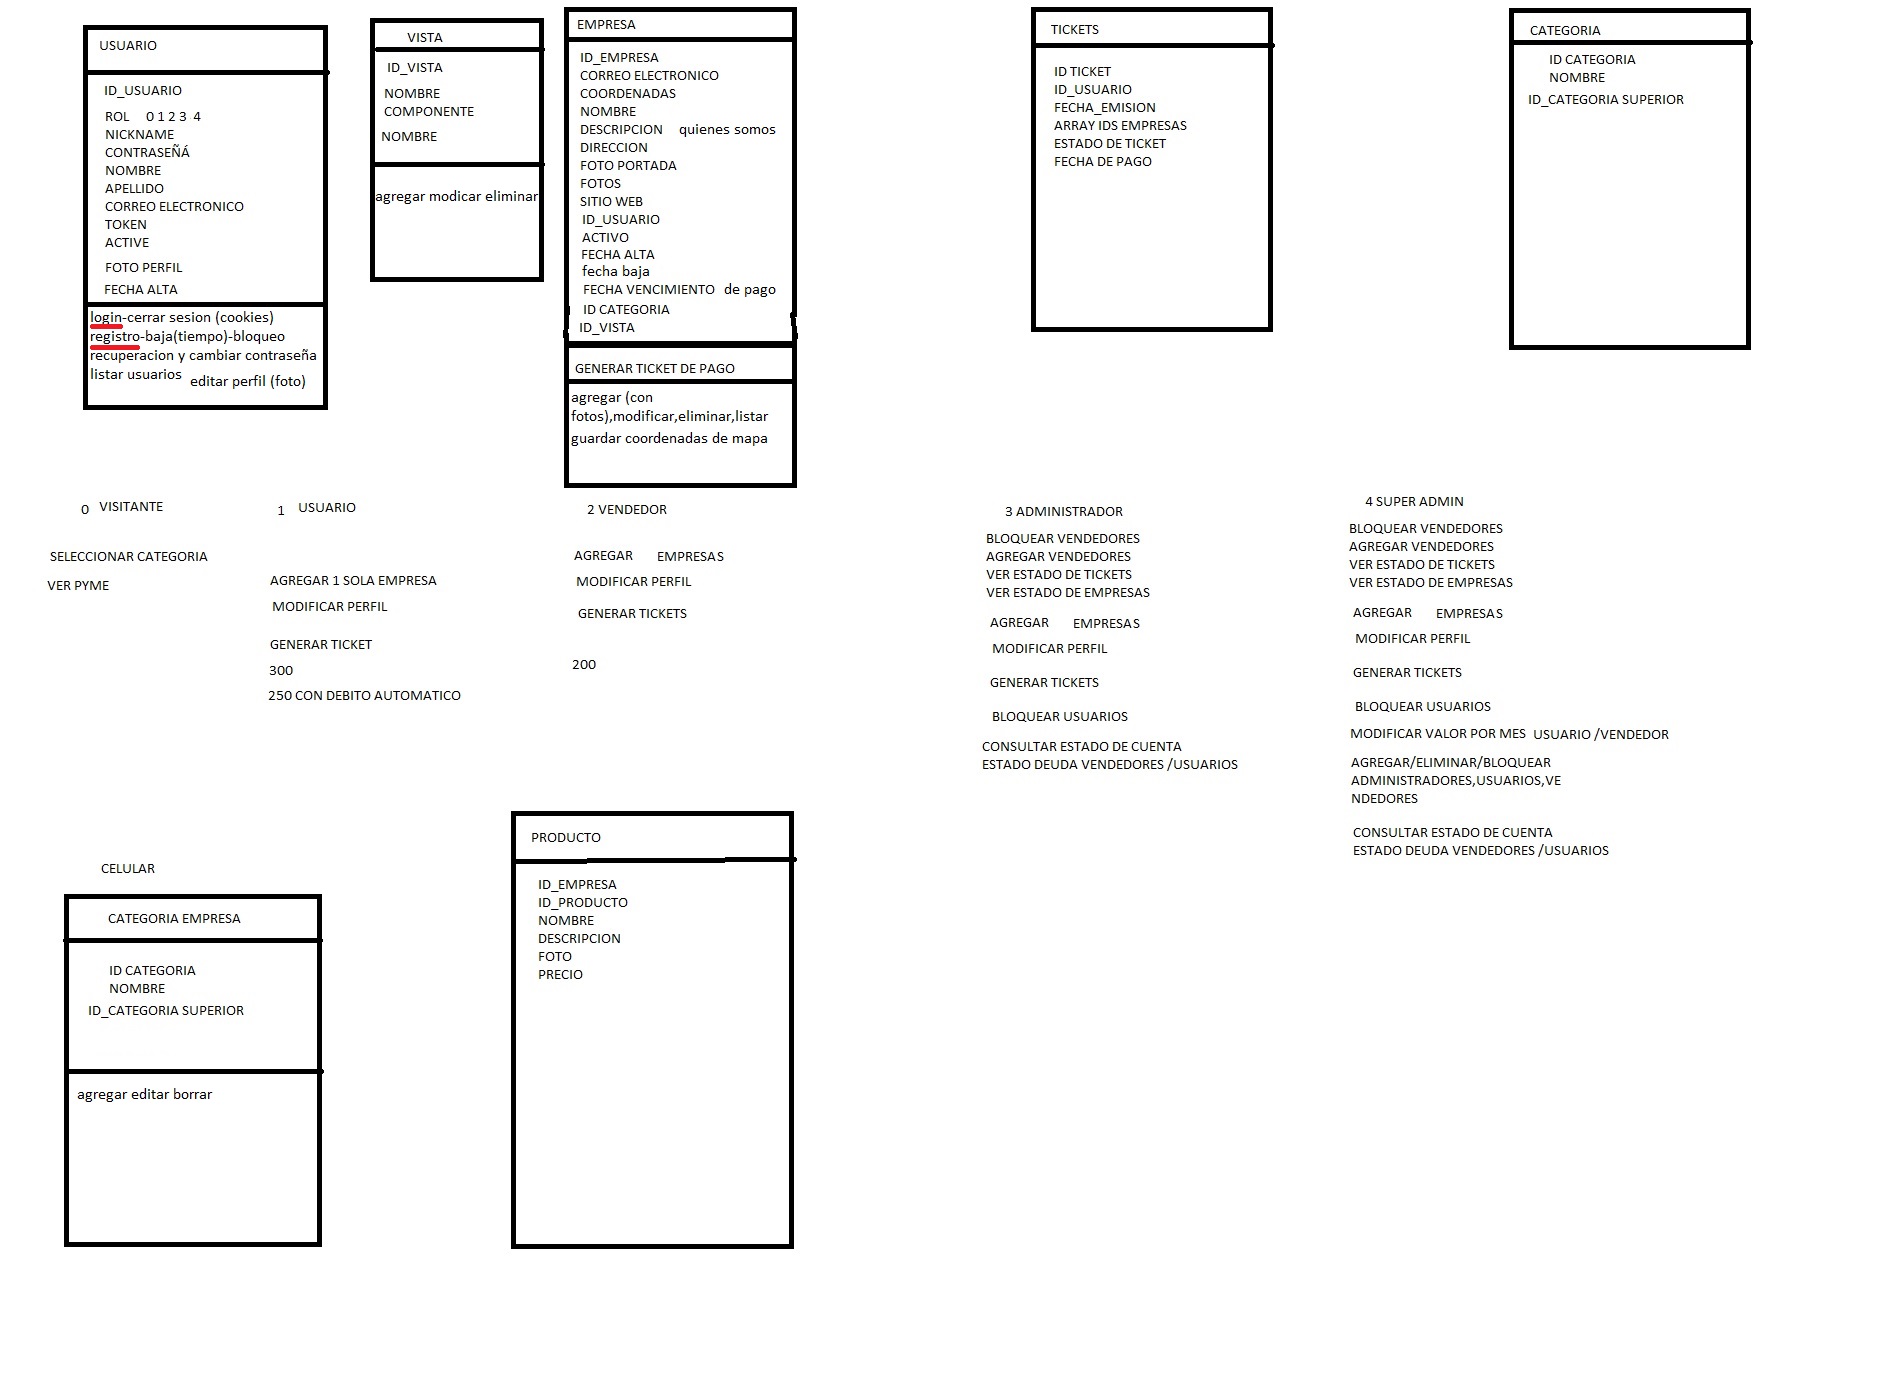 USUARIO
ID_USUARIO
ROL 0 1 2 3 4
NICKNAME
CONTRASEÑÁ
NOMBRE
APELLIDO
CORREO ELECTRONICO
TOKEN
ACTIVE
FOTO PERFIL
FECHA ALTA
login-cerrar sesion (cookies)
registro-baja(tiempo)-bloqueo
recuperacion y cambiar contraseña
listar usuarios editar perfil (foto)
VISTA
ID_VISTA
NOMBRE
COMPONENTE
NOMBRE
agregar modicar eliminar
EMPRESA
ID_EMPRESA
CORREO ELECTRONICO
COORDENADAS
NOMBRE
DESCRIPCION quienes somos
DIRECCION
FOTO PORTADA
FOTOS
SITIO WEB
ID_USUARIO
ACTIVO
FECHA ALTA
fecha baja
FECHA VENCIMIENTO de pago
ID CATEGORIA
ID_VISTA
GENERAR TICKET DE PAGO
agregar (con
fotos),modificar,eliminar,listar
guardar coordenadas de mapa
TICKETS
ID TICKET
ID_USUARIO
FECHA_EMISION
ARRAY IDS EMPRESAS
ESTADO DE TICKET
FECHA DE PAGO
CATEGORIA
ID CATEGORIA
NOMBRE
ID_CATEGORIA SUPERIOR
0 VISITANTE
SELECCIONAR CATEGORIA
VER PYME
1 USUARIO
AGREGAR 1 SOLA EMPRESA
MODIFICAR PERFIL
GENERAR TICKET
300
250 CON DEBITO AUTOMATICO
2 VENDEDOR
AGREGAR EMPRESAS
MODIFICAR PERFIL
GENERAR TICKETS
200
3 ADMINISTRADOR
BLOQUEAR VENDEDORES
AGREGAR VENDEDORES
VER ESTADO DE TICKETS
VER ESTADO DE EMPRESAS
AGREGAR EMPRESAS
MODIFICAR PERFIL
GENERAR TICKETS
BLOQUEAR USUARIOS
CONSULTAR ESTADO DE CUENTA
ESTADO DEUDA VENDEDORES /USUARIOS
4 SUPER ADMIN
BLOQUEAR VENDEDORES
AGREGAR VENDEDORES
VER ESTADO DE TICKETS
VER ESTADO DE EMPRESAS
AGREGAR EMPRESAS
MODIFICAR PERFIL
GENERAR TICKETS
BLOQUEAR USUARIOS
MODIFICAR VALOR POR MES USUARIO /VENDEDOR
AGREGAR/ELIMINAR/BLOQUEAR
ADMINISTRADORES,USUARIOS,VE
NDEDORES
CONSULTAR ESTADO DE CUENTA
ESTADO DEUDA VENDEDORES /USUARIOS
CELULAR
CATEGORIA EMPRESA
ID CATEGORIA
NOMBRE
ID_CATEGORIA SUPERIOR
agregar editar borrar
PRODUCTO
ID_EMPRESA
ID_PRODUCTO
NOMBRE
DESCRIPCION
FOTO
PRECIO